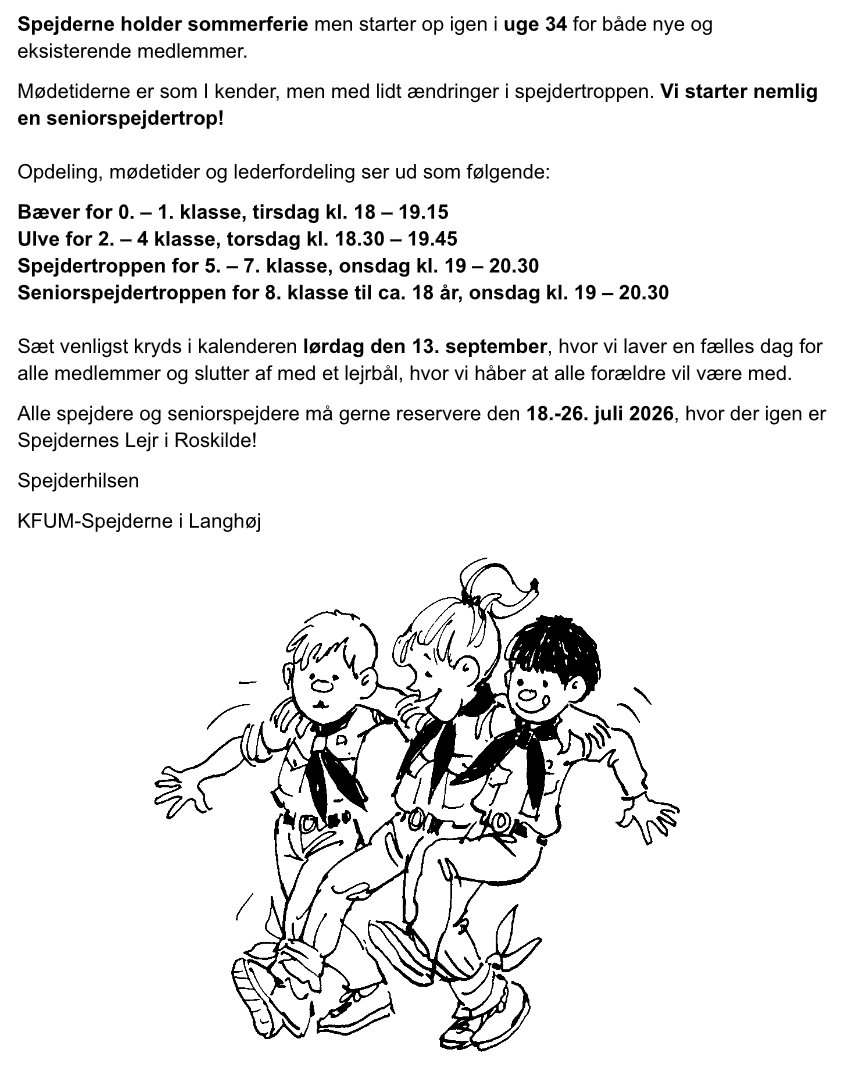 Spejderne holder sommerferie men starter op igen i uge 34 for både nye og
eksisterende medlemmer.
Mødetiderne er som I kender, men med lidt ændringer i spejdertroppen. Vi starter nemlig
en seniorspejdertrop!
Opdeling, mødetider og lederfordeling ser ud som følgende:
Bæver for 0. – 1. klasse, tirsdag kl. 18 – 19.15
Ulve for 2. – 4 klasse, torsdag kl. 18.30 – 19.45
Spejdertroppen for 5. – 7. klasse, onsdag kl. 19 – 20.30
Seniorspejdertroppen for 8. klasse til ca. 18 år, onsdag kl. 19 – 20.30
Sæt venligst kryds i kalenderen lørdag den 13. september, hvor vi laver en fælles dag for
alle medlemmer og slutter af med et lejrbål, hvor vi håber at alle forældre vil være med.
Alle spejdere og seniorspejdere må gerne reservere den 18.-26. juli 2026, hvor der igen er
Spejdernes Lejr i Roskilde!
Spejderhilsen
KFUM-Spejderne i Langhøj